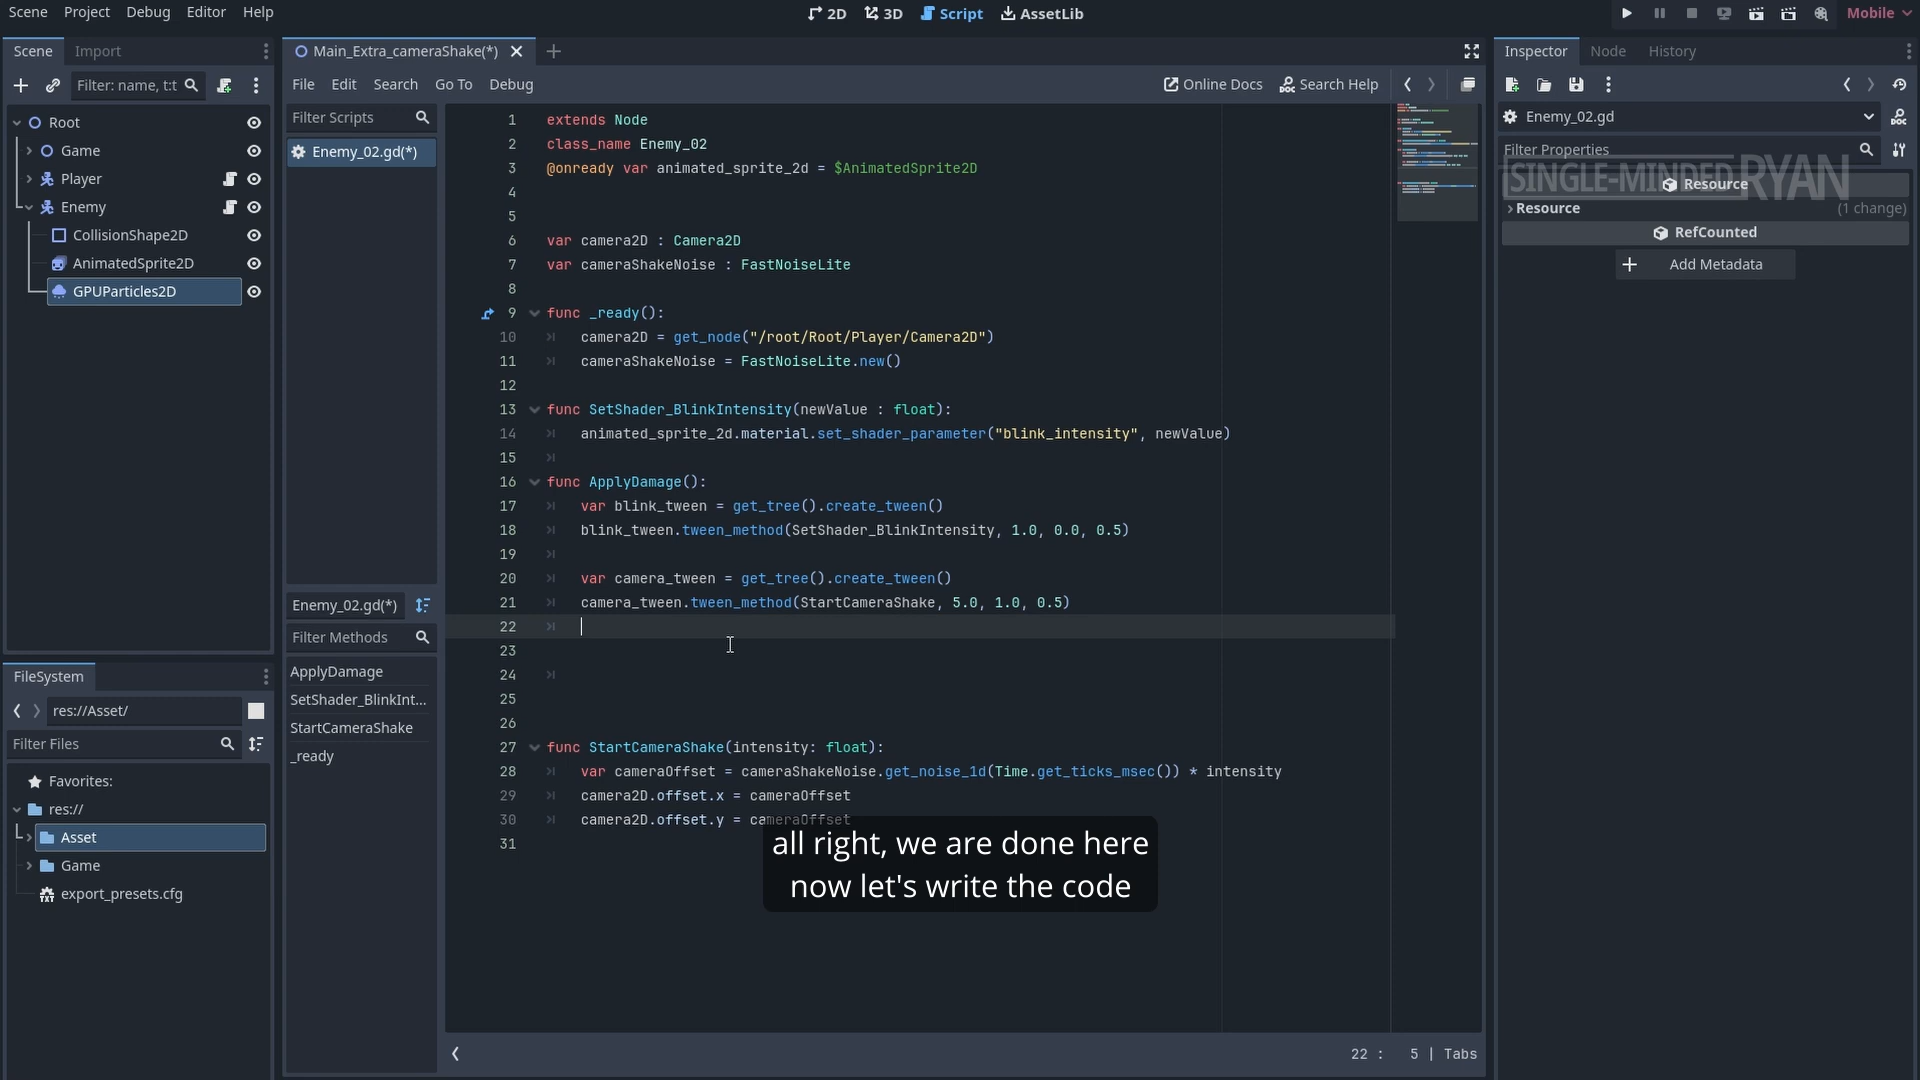 Scene Project Debug Editor Help
2D 3D Script AssetLib
Mobile
Scene Import
Filter: name, t:t
Root
Game
Player
Enemy
CollisionShape2D
AnimatedSprite2D
GPUParticles2D
FileSystem
res://Asset/
Filter Files
Favorites:
res://
Asset
Game
export_presets.cfg
Main_Extra_cameraShake(*)
File Edit Search Go To Debug
Online Docs Search Help
Filter Scripts
Enemy_02.gd(*)
Enemy_02.gd(*)
Filter Methods
ApplyDamage
SetShader_BlinkInt...
StartCameraShake
_ready
1 extends Node
2 class_name Enemy_02
3 @onready var animated_sprite_2d = $AnimatedSprite2D
4
5
6 var camera2D : Camera2D
7 var cameraShakeNoise : FastNoiseLite
8
9 func _ready():
10 camera2D = get_node("/root/Root/Player/Camera2D")
11 cameraShakeNoise = FastNoiseLite.new()
12
13 func SetShader_BlinkIntensity(newValue : float):
14 animated_sprite_2d.material.set_shader_parameter("blink_intensity", newValue)
15
16 func ApplyDamage():
17 var blink_tween = get_tree().create_tween()
18 blink_tween.tween_method(SetShader_BlinkIntensity, 1.0, 0.0, 0.5)
19
20 var camera_tween = get_tree().create_tween()
21 camera_tween.tween_method(StartCameraShake, 5.0, 1.0, 0.5)
22
23
24
25
26
27 func StartCameraShake(intensity: float):
28 var cameraOffset = cameraShakeNoise.get_noise_1d(Time.get_ticks_msec()) * intensity
29 camera2D.offset.x = cameraOffset
30 camera2D.offset.y = cameraOffset
31
all right, we are done here
now let's write the code
22 : 5 | Tabs
Inspector Node History
Enemy_02.gd
Filter Properties
SINGLE-MINDED RYAN
Resource
Resource (1 change)
RefCounted
Add Metadata